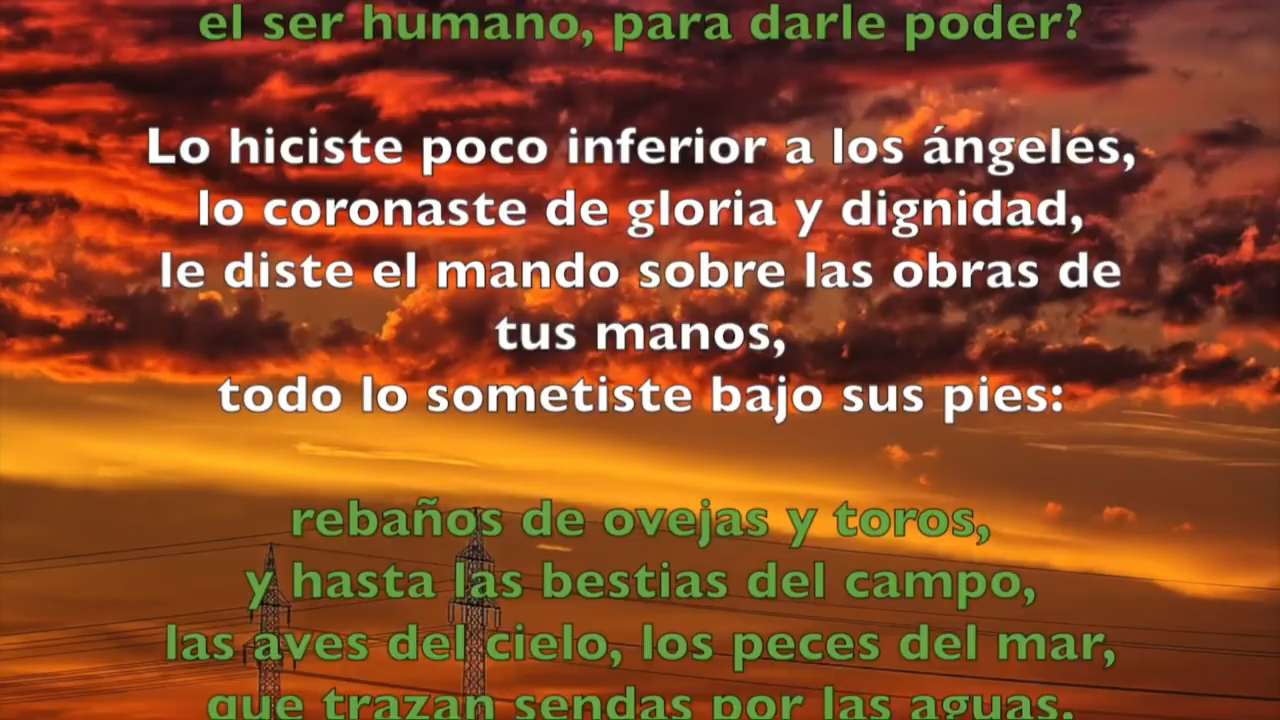 el ser humano, para darle poder?
Lo hiciste poco inferior a los ángeles,
lo coronaste de gloria y dignidad,
le diste el mando sobre las obras de
tus manos,
todo lo sometiste bajo sus pies:
rebaños de ovejas y toros,
y hasta las bestias del campo,
las aves del cielo, los peces del mar,
que trazan sendas por las aguas.